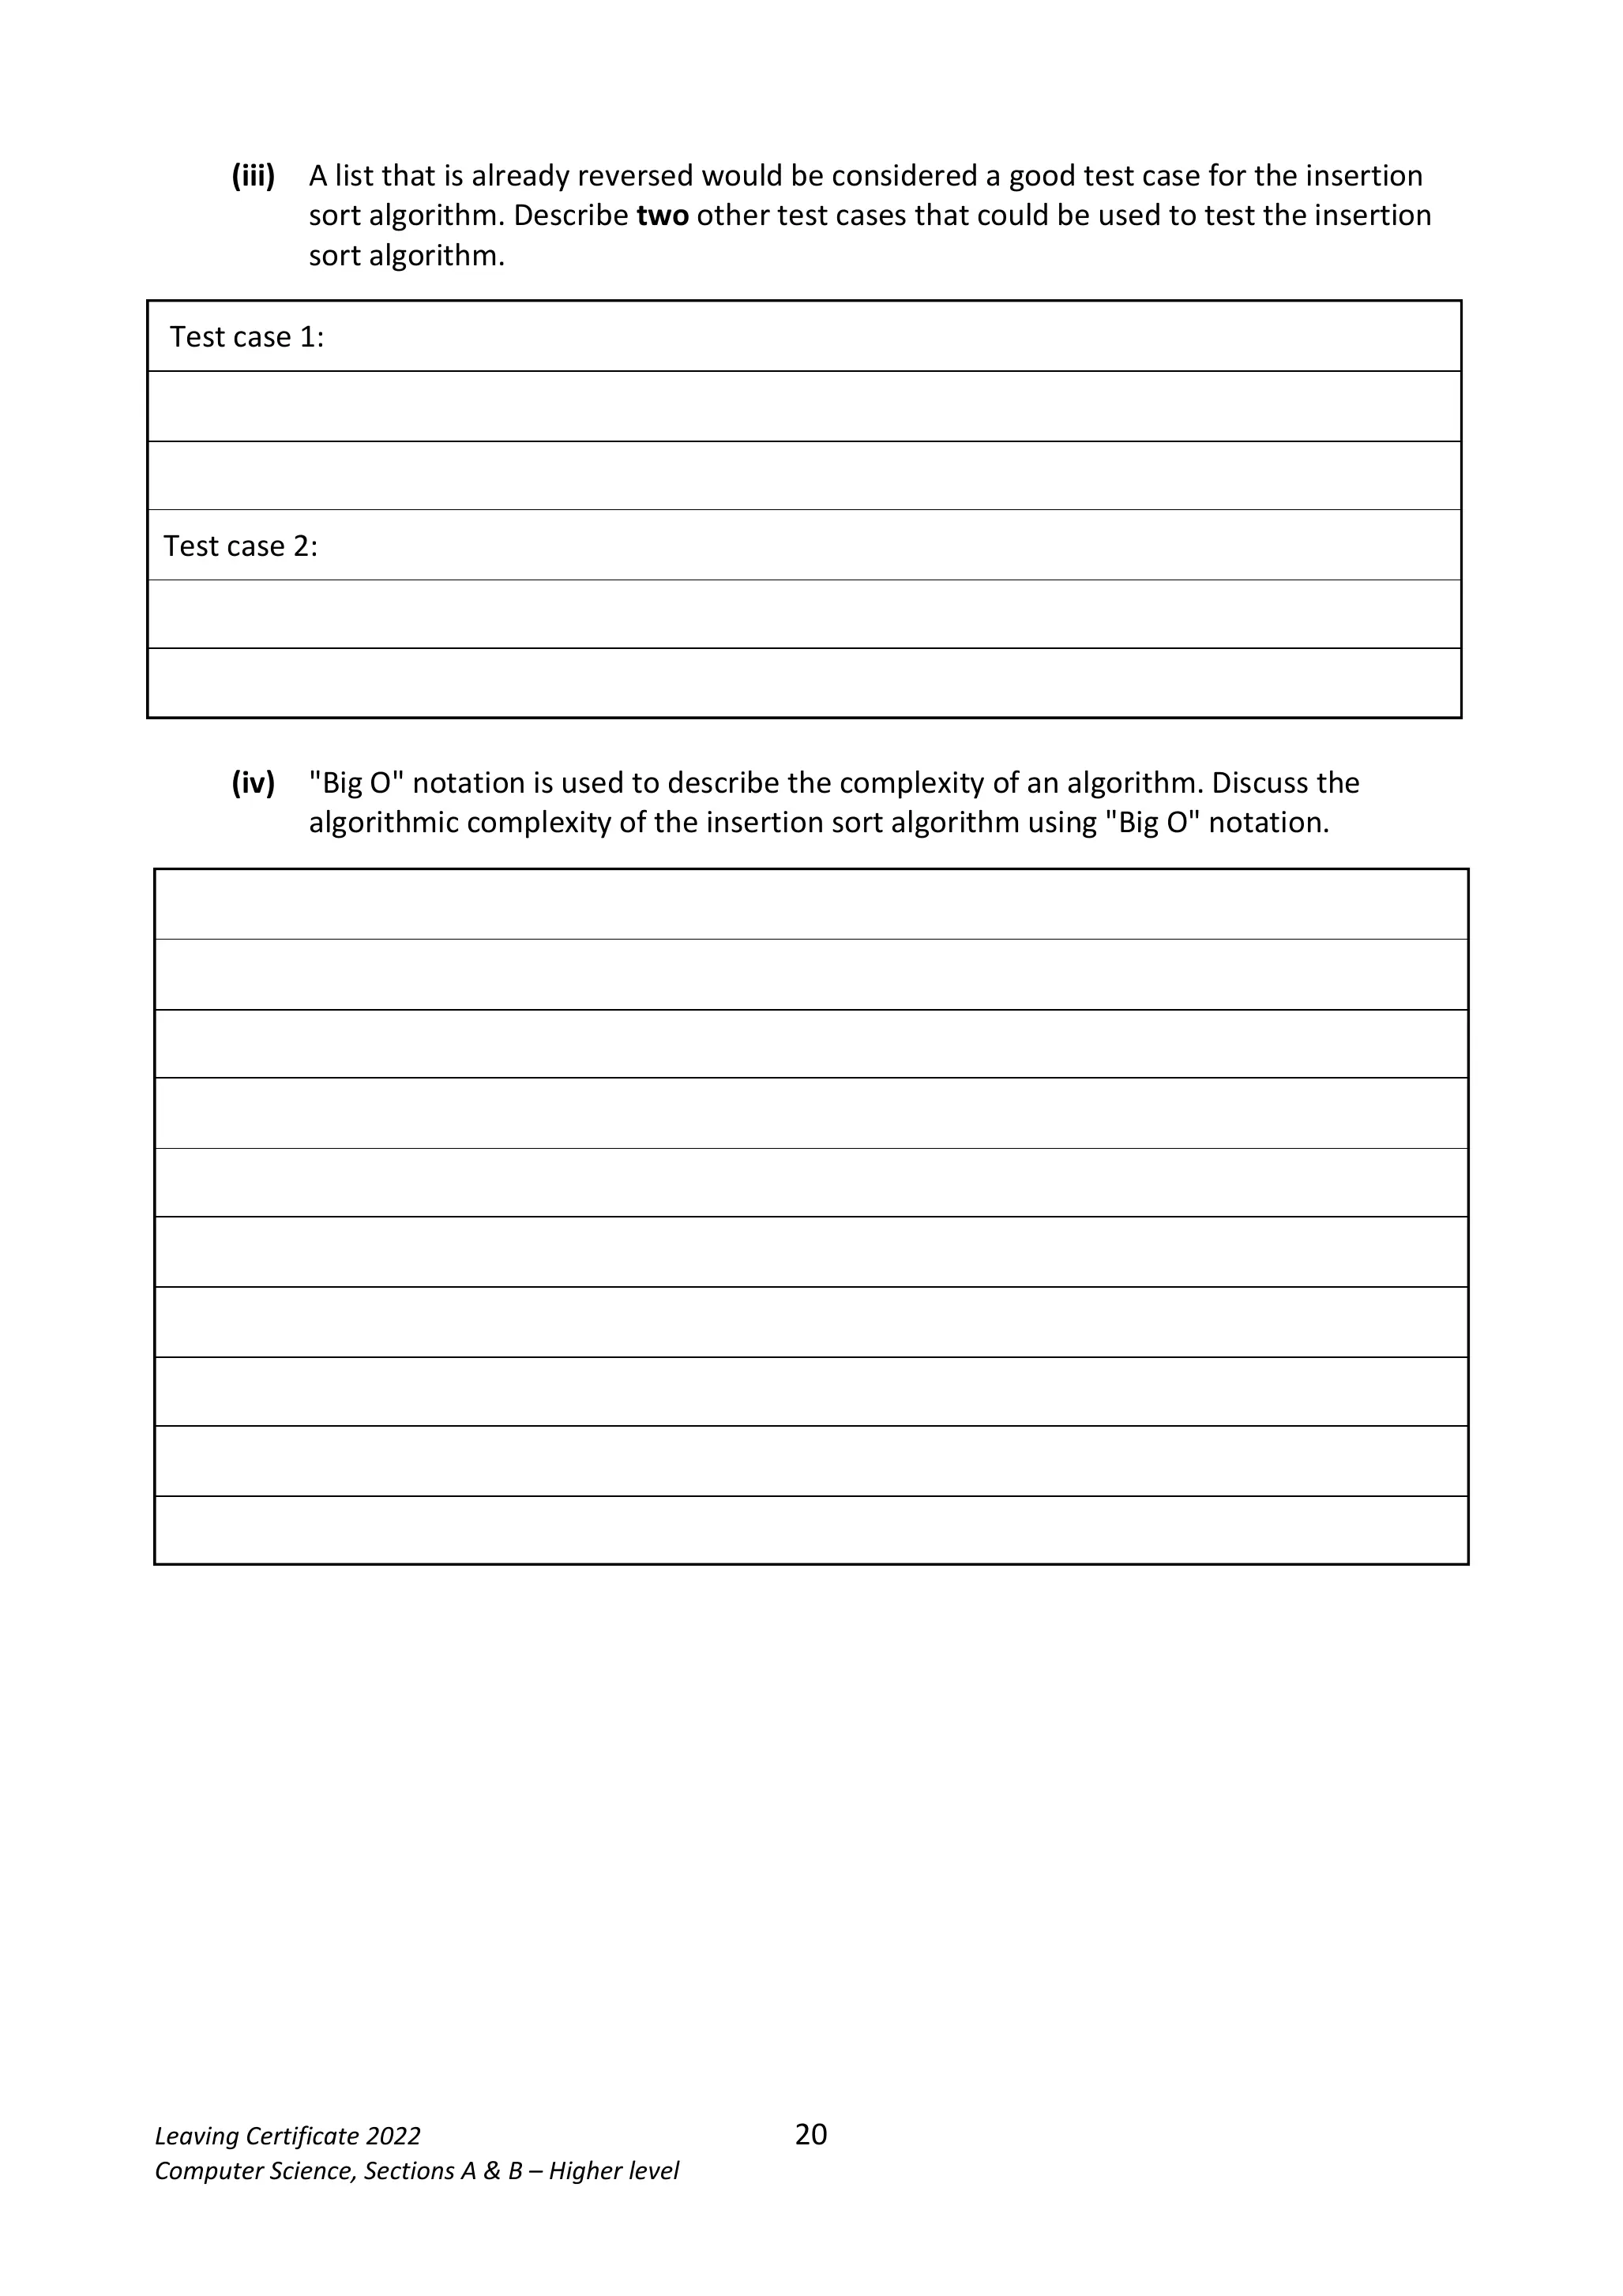 (iii) A list that is already reversed would be considered a good test case for the insertion
sort algorithm. Describe two other test cases that could be used to test the insertion
sort algorithm.
Test case 1:
Test case 2:
(iv) "Big O" notation is used to describe the complexity of an algorithm. Discuss the
algorithmic complexity of the insertion sort algorithm using "Big O" notation.
Leaving Certificate 2022 20
Computer Science, Sections A & B – Higher level